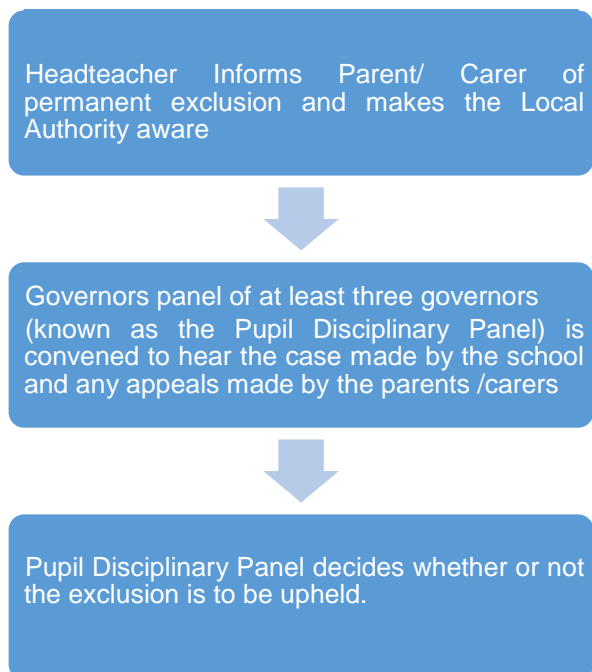 Headteacher Informs Parent/ Carer of
permanent exclusion and makes the Local
Authority aware
Governors panel of at least three governors
(known as the Pupil Disciplinary Panel) is
convened to hear the case made by the school
and any appeals made by the parents /carers
Pupil Disciplinary Panel decides whether or not
the exclusion is to be upheld.